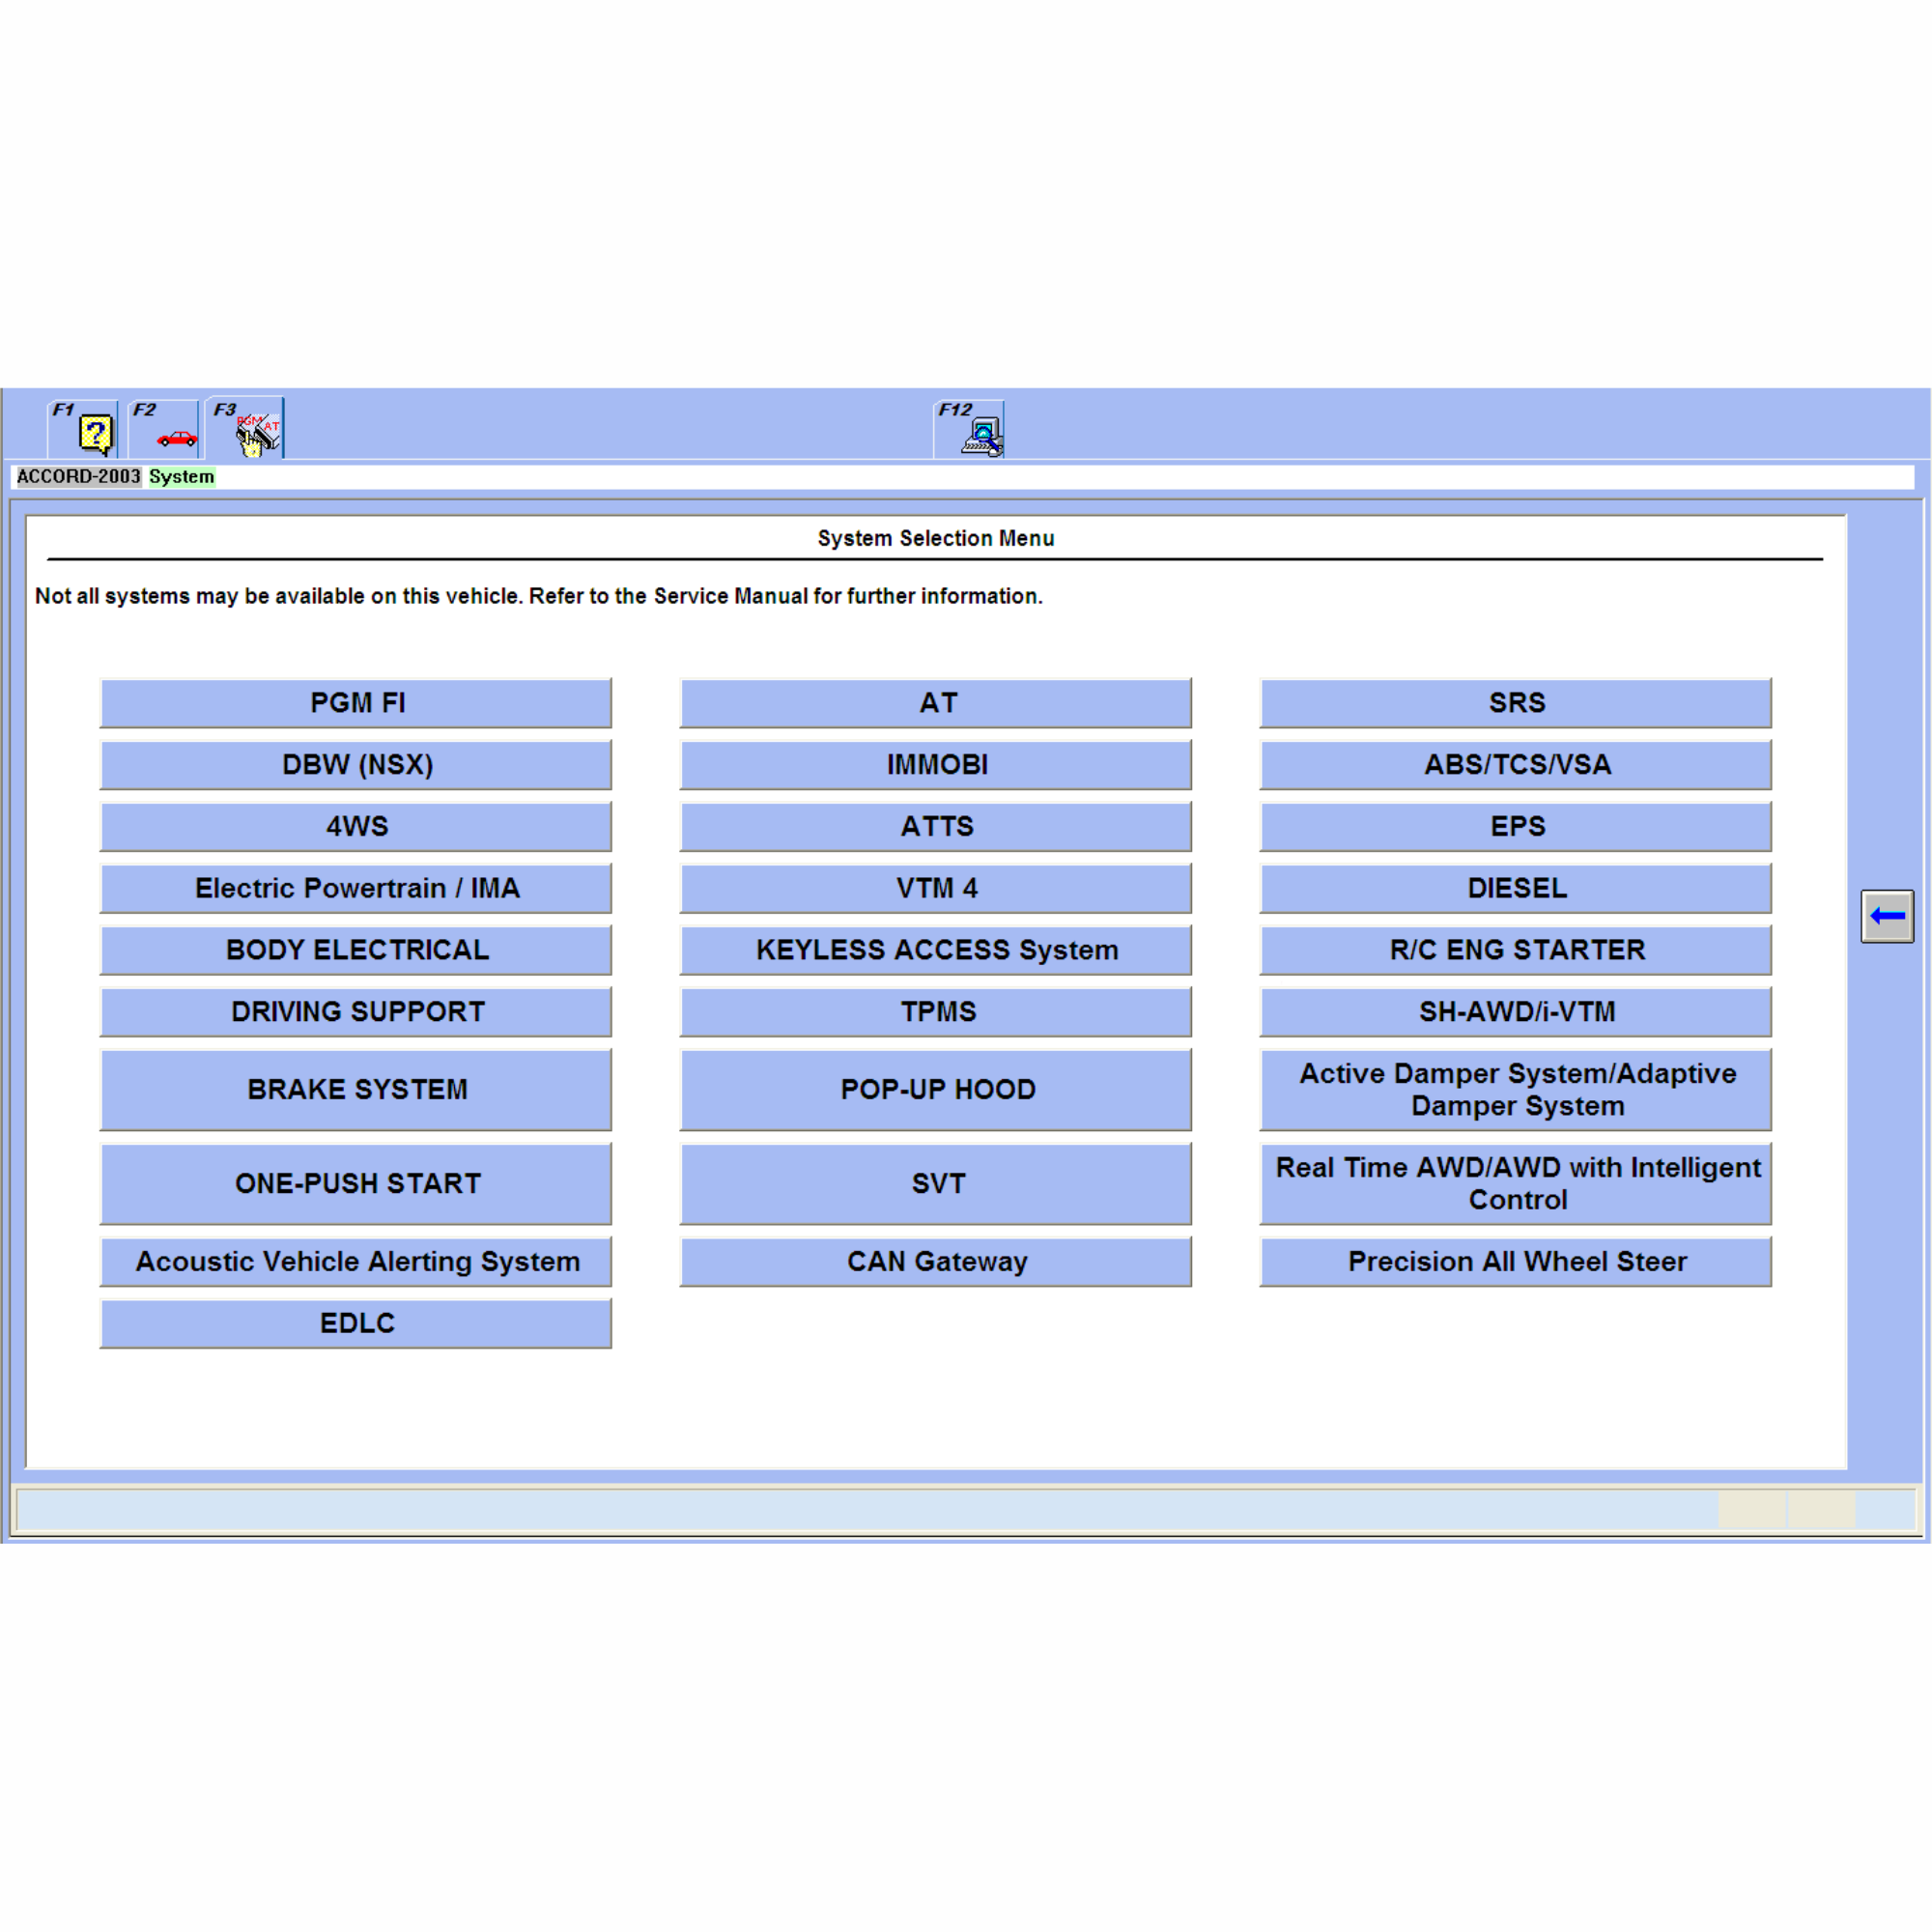 F1 F2 F3 PGM AT F12
ACCORD-2003 System
System Selection Menu
Not all systems may be available on this vehicle. Refer to the Service Manual for further information.
PGM FI
AT
SRS
DBW (NSX)
IMMOBI
ABS/TCS/VSA
4WS
ATTS
EPS
Electric Powertrain / IMA
VTM 4
DIESEL
BODY ELECTRICAL
KEYLESS ACCESS System
R/C ENG STARTER
DRIVING SUPPORT
TPMS
SH-AWD/i-VTM
BRAKE SYSTEM
POP-UP HOOD
Active Damper System/Adaptive
Damper System
ONE-PUSH START
SVT
Real Time AWD/AWD with Intelligent
Control
Acoustic Vehicle Alerting System
CAN Gateway
Precision All Wheel Steer
EDLC